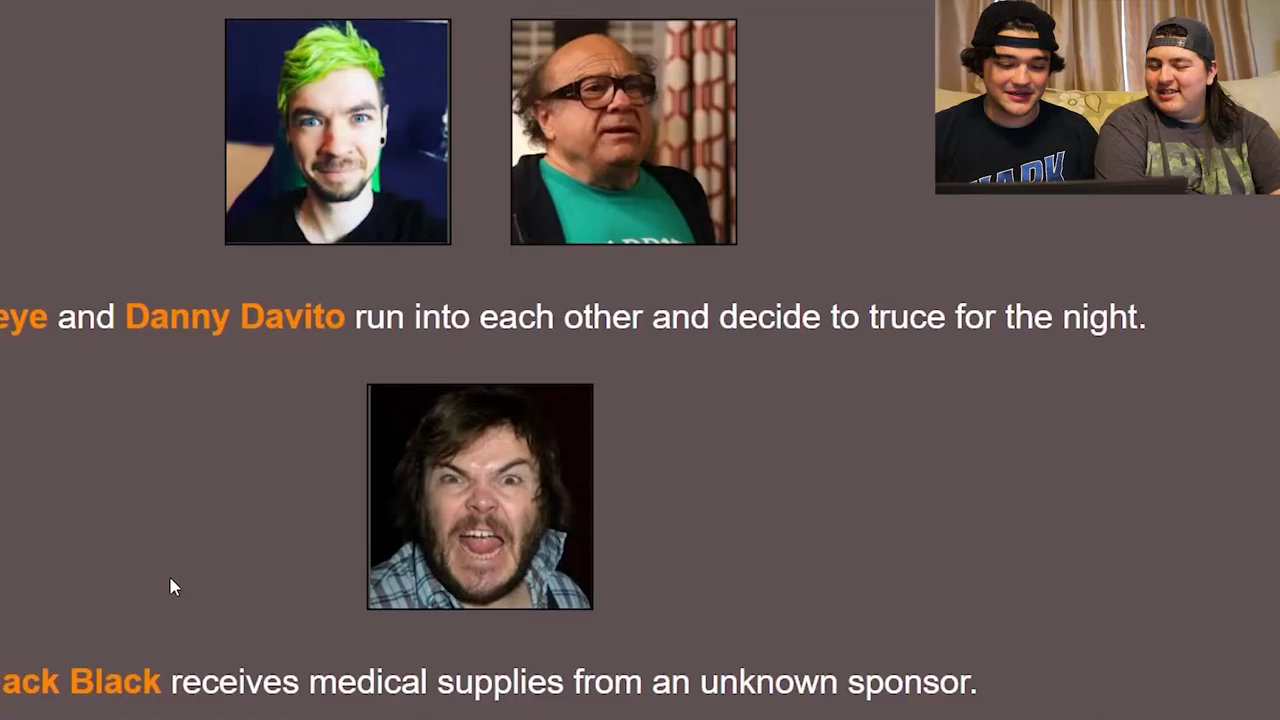 ARMY
eye and Danny Davito run into each other and decide to truce for the night.
ack Black receives medical supplies from an unknown sponsor.